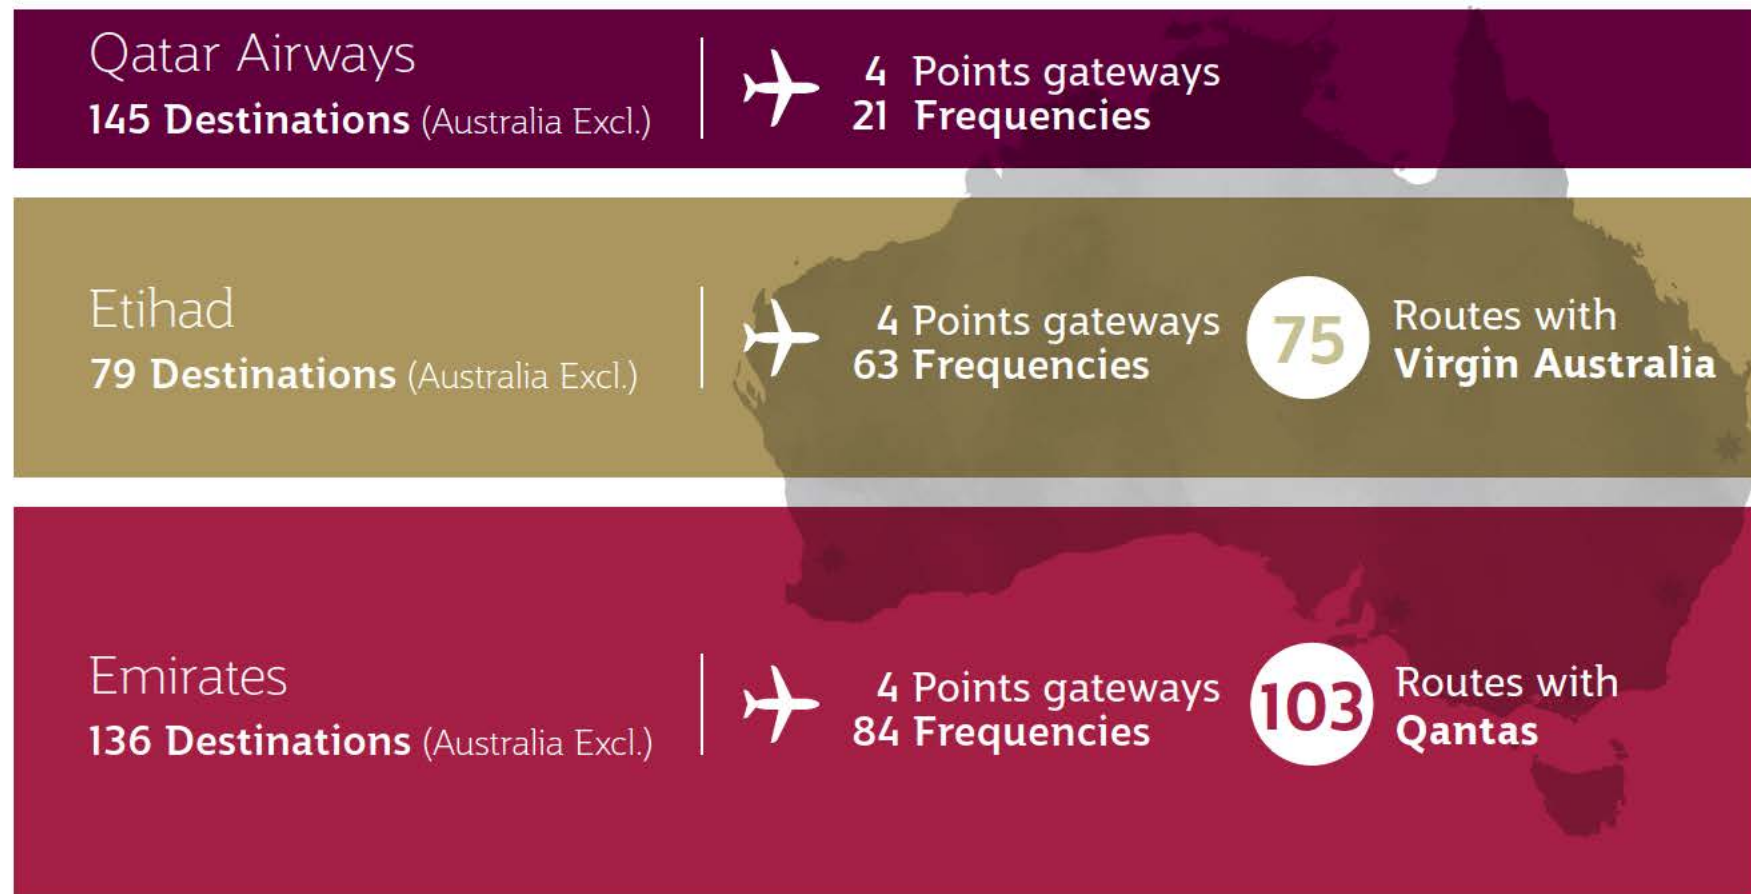 Qatar Airways
145 Destinations (Australia Excl.)
4 Points gateways
21 Frequencies
Etihad
79 Destinations (Australia Excl.)
4 Points gateways
63 Frequencies
75
Routes with
Virgin Australia
Emirates
136 Destinations (Australia Excl.)
4 Points gateways
84 Frequencies
103
Routes with
Qantas